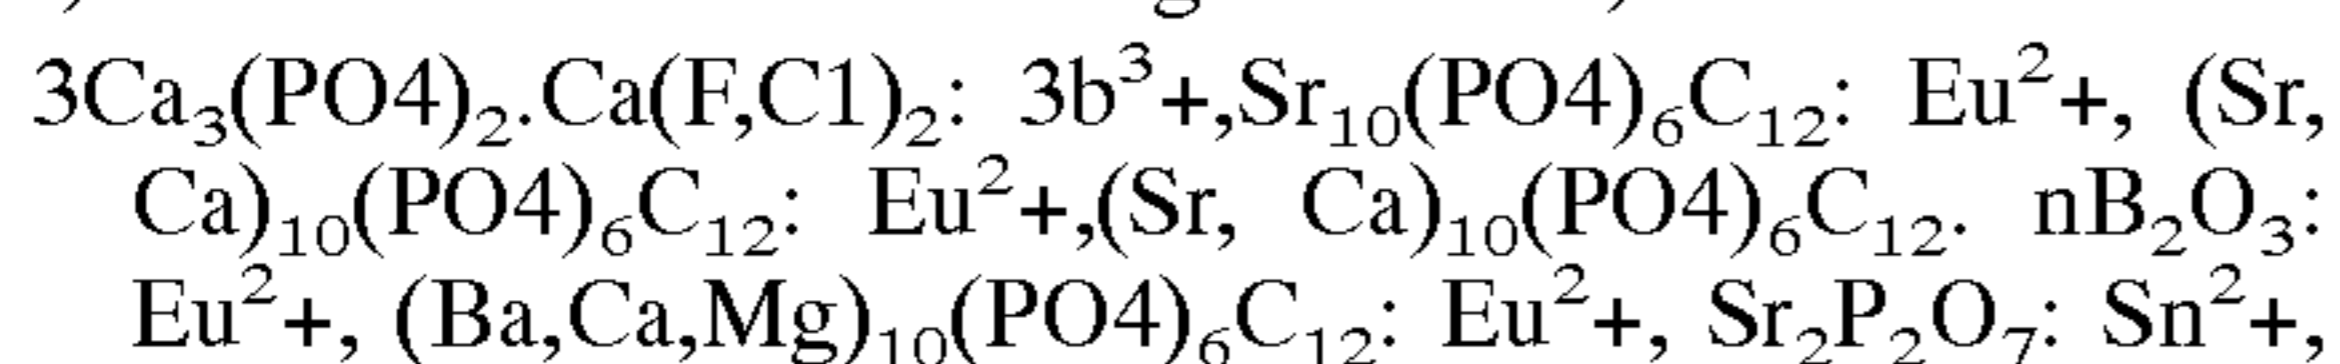 3Ca₃(PO4)₂.Ca(F,C1)₂: 3b³+,Sr₁₀(PO4)₆C₁₂: Eu²+, (Sr,
Ca)₁₀(PO4)₆C₁₂: Eu²+,(Sr, Ca)₁₀(PO4)₆C₁₂. nB₂O₃:
Eu²+, (Ba,Ca,Mg)₁₀(PO4)₆C₁₂: Eu²+, Sr₂P₂O₇: Sn²+,